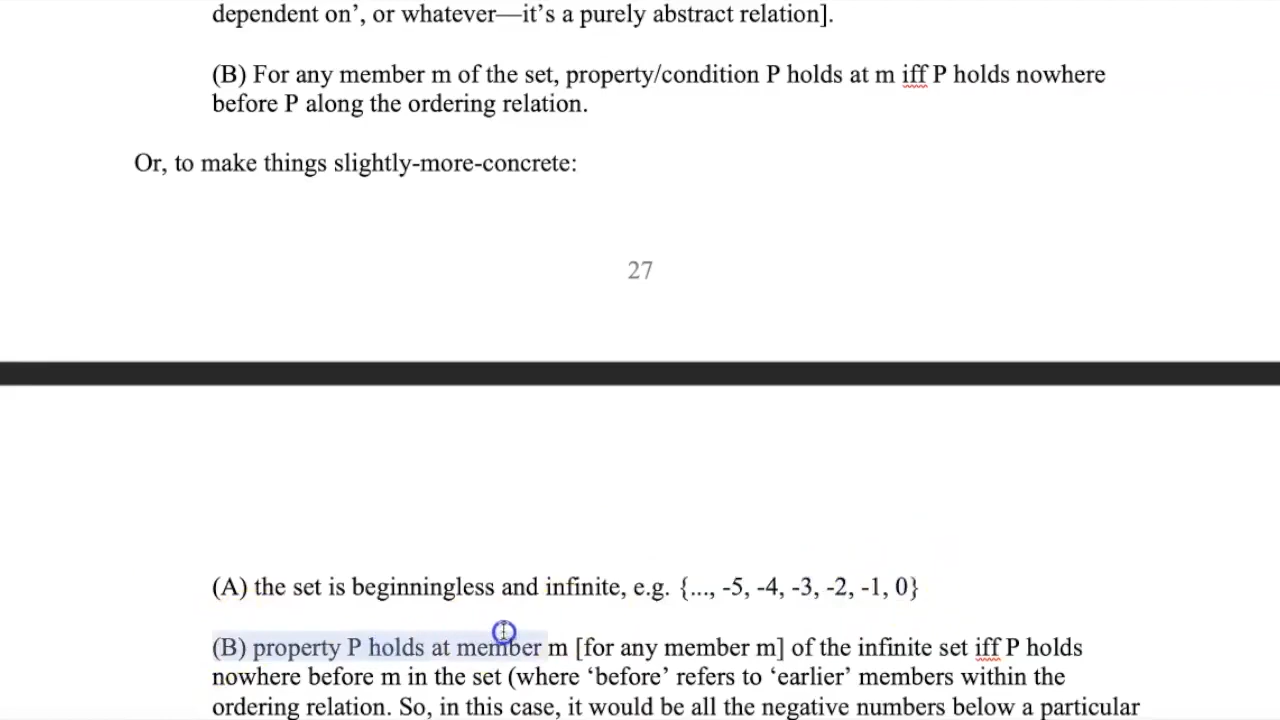 dependent on’, or whatever—it’s a purely abstract relation].
(B) For any member m of the set, property/condition P holds at m iff P holds nowhere
before P along the ordering relation.
Or, to make things slightly-more-concrete:
27
(A) the set is beginningless and infinite, e.g. {..., -5, -4, -3, -2, -1, 0}
(B) property P holds at member m [for any member m] of the infinite set iff P holds
nowhere before m in the set (where ‘before’ refers to ‘earlier’ members within the
ordering relation. So, in this case, it would be all the negative numbers below a particular